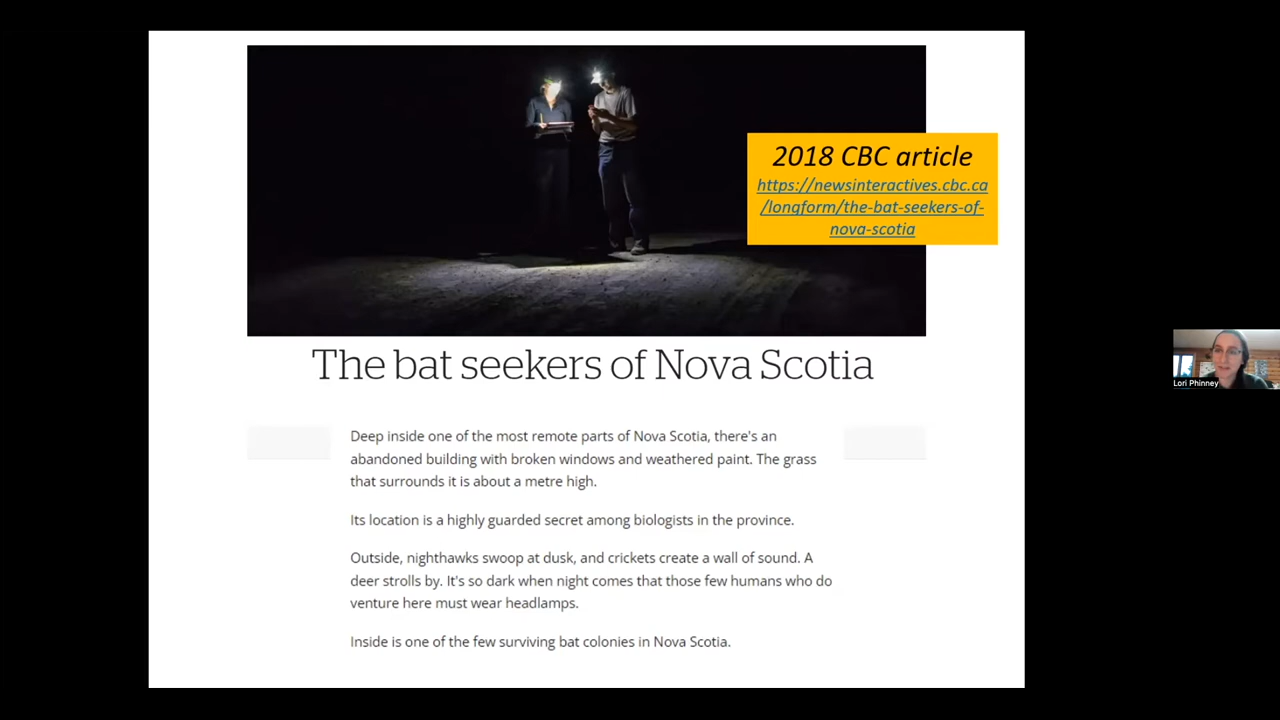 2018 CBC article
https://newsinteractives.cbc.ca
/longform/the-bat-seekers-of-
nova-scotia
The bat seekers of Nova Scotia
Deep inside one of the most remote parts of Nova Scotia, there's an
abandoned building with broken windows and weathered paint. The grass
that surrounds it is about a metre high.
Its location is a highly guarded secret among biologists in the province.
Outside, nighthawks swoop at dusk, and crickets create a wall of sound. A
deer strolls by. It's so dark when night comes that those few humans who do
venture here must wear headlamps.
Inside is one of the few surviving bat colonies in Nova Scotia.
Lori Phinney